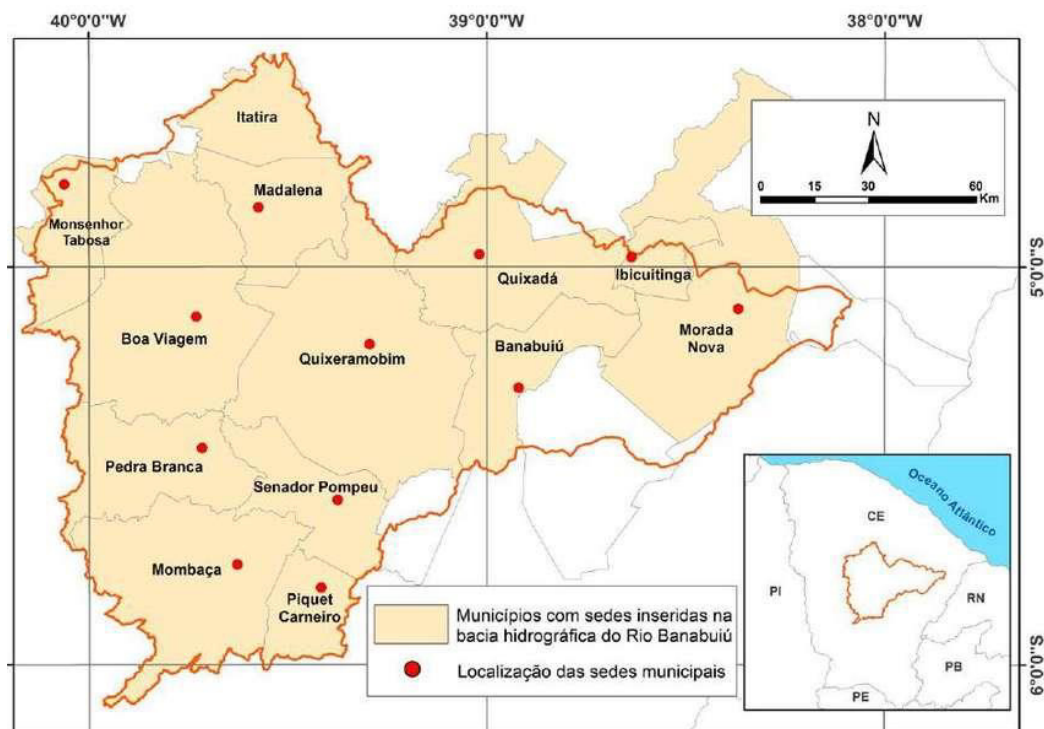 40°0'0"W
39°0'0"W
38°0'0"W
Itatira
N
0 15 30 60
Km
Madalena
Monsenhor
Tabosa
Quixadá
Ibicuitinga
5°0'0"S
Boa Viagem
Quixeramobim
Banabuiú
Morada
Nova
Pedra Branca
Senador Pompeu
Mombaça
Piquet
Carneiro
Oceano Atlântico
CE
PI
RN
PB
PE
Municípios com sedes inseridas na
bacia hidrográfica do Rio Banabuiú
Localização das sedes municipais
6°0'0"S